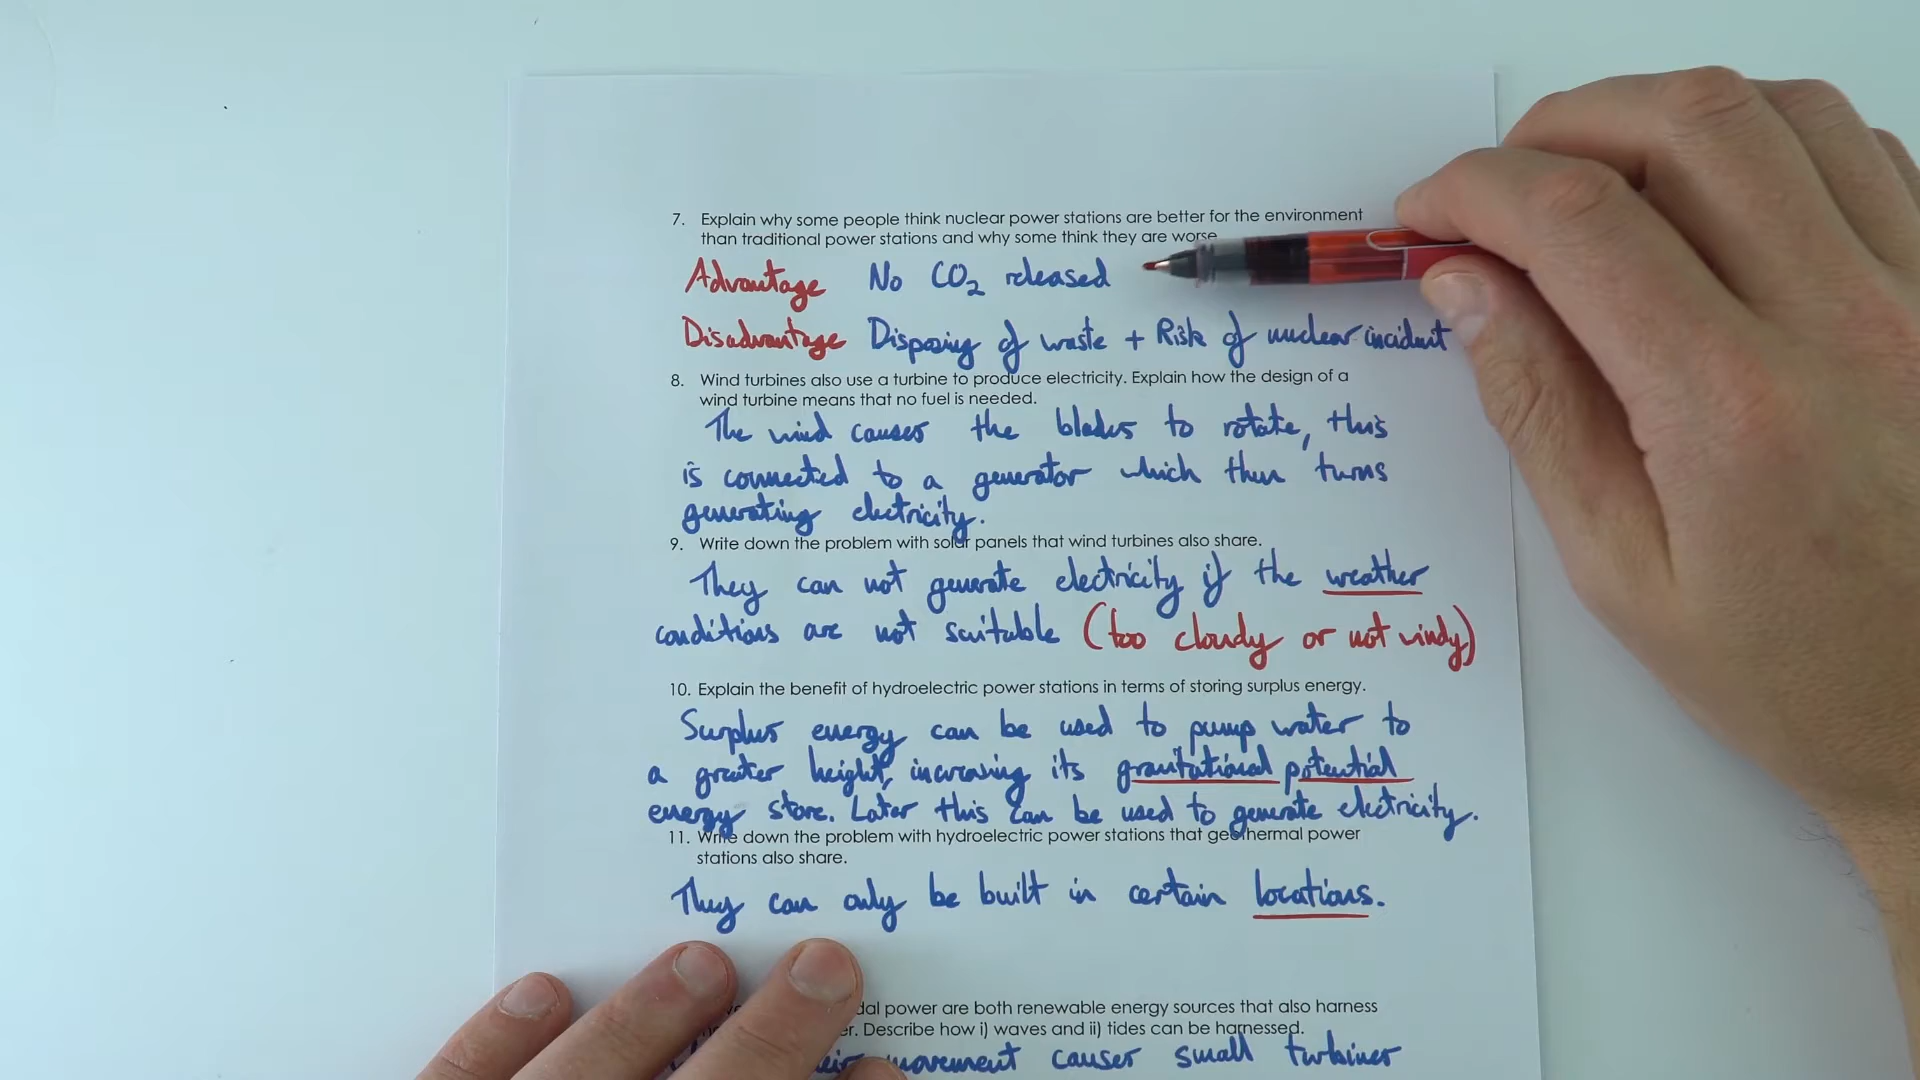 7. Explain why some people think nuclear power stations are better for the environment
than traditional power stations and why some think they are worse
Advantage No CO₂ released
Disadvantage Disposing of waste + Risk of nuclear incident
8. Wind turbines also use a turbine to produce electricity. Explain how the design of a
wind turbine means that no fuel is needed.
The wind causes the blades to rotate, this
is connected to a generator which then turns
generating electricity.
9. Write down the problem with solar panels that wind turbines also share.
They can not generate electricity if the weather
conditions are not suitable (too cloudy or not windy)
10. Explain the benefit of hydroelectric power stations in terms of storing surplus energy.
Surplus energy can be used to pump water to
a greater height, increasing its gravitational potential
energy store. Later this can be used to generate electricity.
11. Write down the problem with hydroelectric power stations that geothermal power
stations also share.
They can only be built in certain locations.
power are both renewable energy sources that also harness
Describe how i) waves and ii) tides can be harnessed.
movement causes small turbines